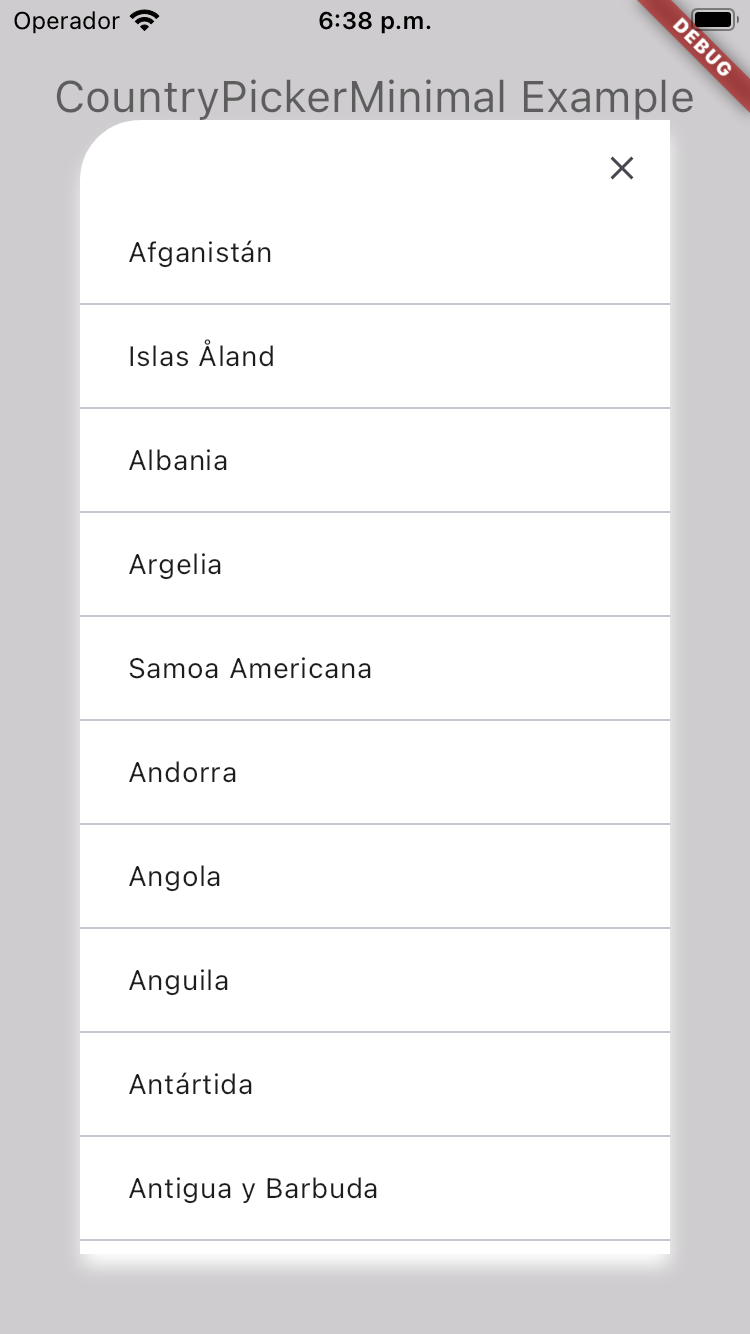 Operador 6:38 p.m.
DEBUG
CountryPickerMinimal Example
Afganistán
Islas Åland
Albania
Argelia
Samoa Americana
Andorra
Angola
Anguila
Antártida
Antigua y Barbuda